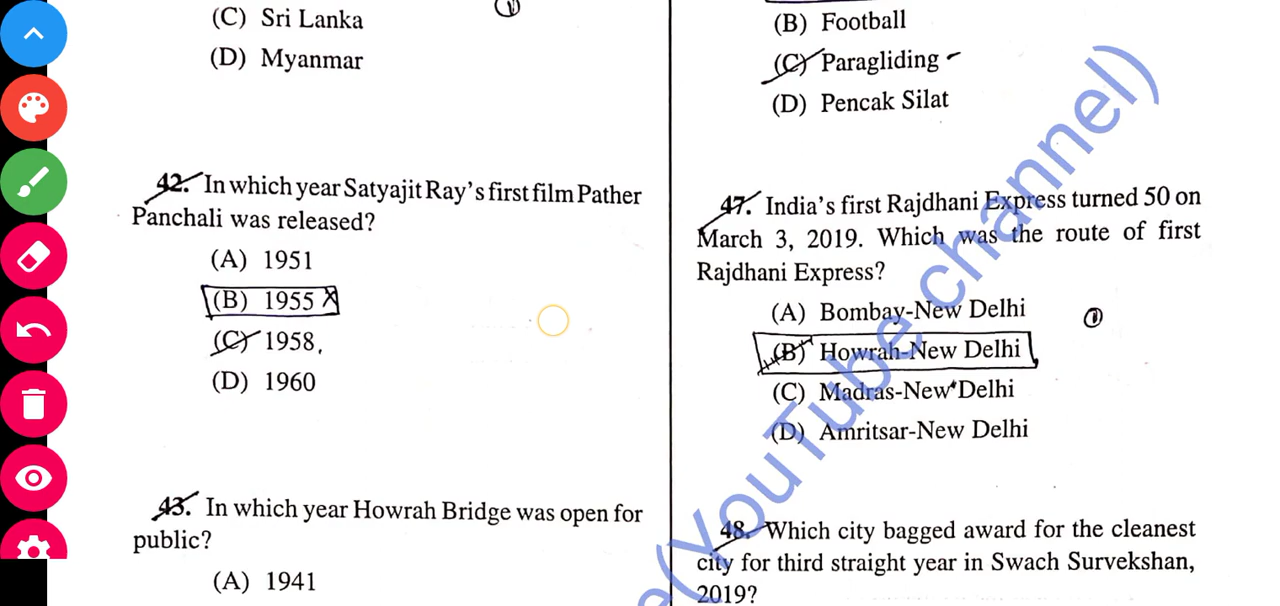 (C) Sri Lanka
(D) Myanmar
42. In which year Satyajit Ray's first film Pather
Panchali was released?
(A) 1951
(B) 1955
(C) 1958
(D) 1960
43. In which year Howrah Bridge was open for
public?
(A) 1941
(B) Football
(C) Paragliding
(D) Pencak Silat
47. India's first Rajdhani Express turned 50 on
March 3, 2019. Which was the route of first
Rajdhani Express?
(A) Bombay-New Delhi
(B) Howrah-New Delhi
(C) Madras-New Delhi
(D) Amritsar-New Delhi
48. Which city bagged award for the cleanest
city for third straight year in Swach Survekshan,
2019?
(YouTube channel)